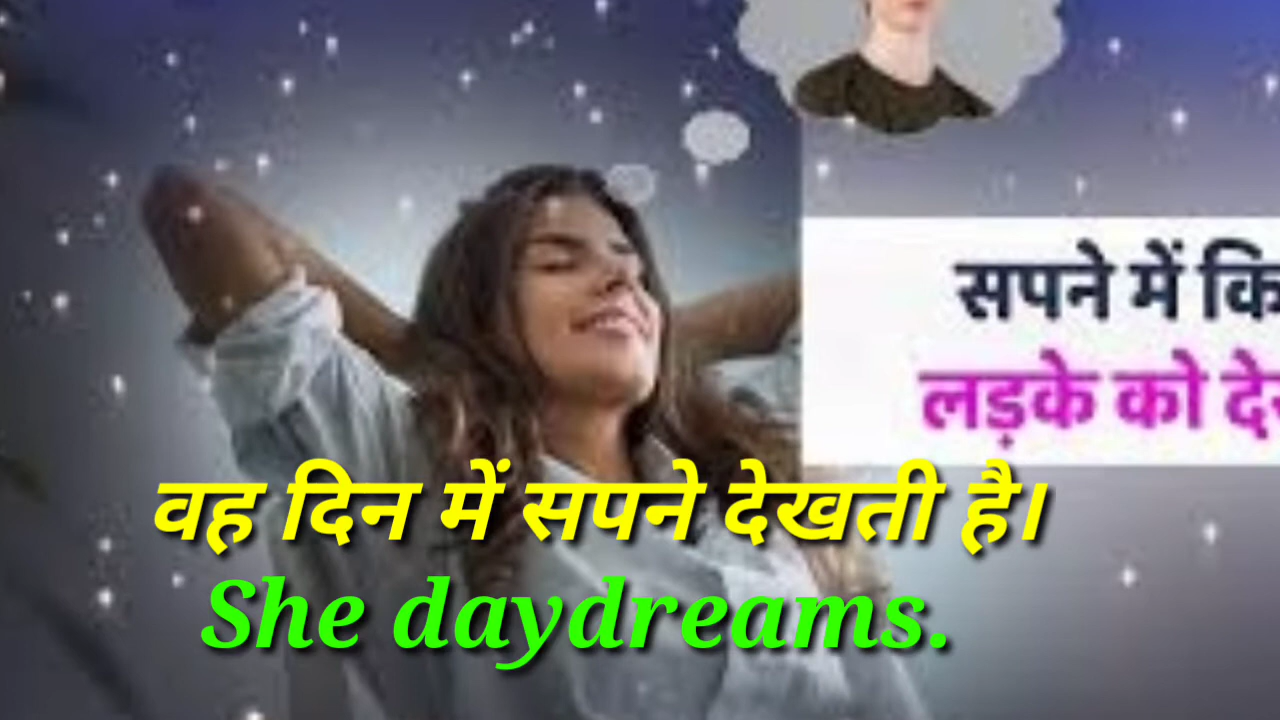 सपने में
लड़के को
वह दिन में सपने देखती है।
She daydreams.